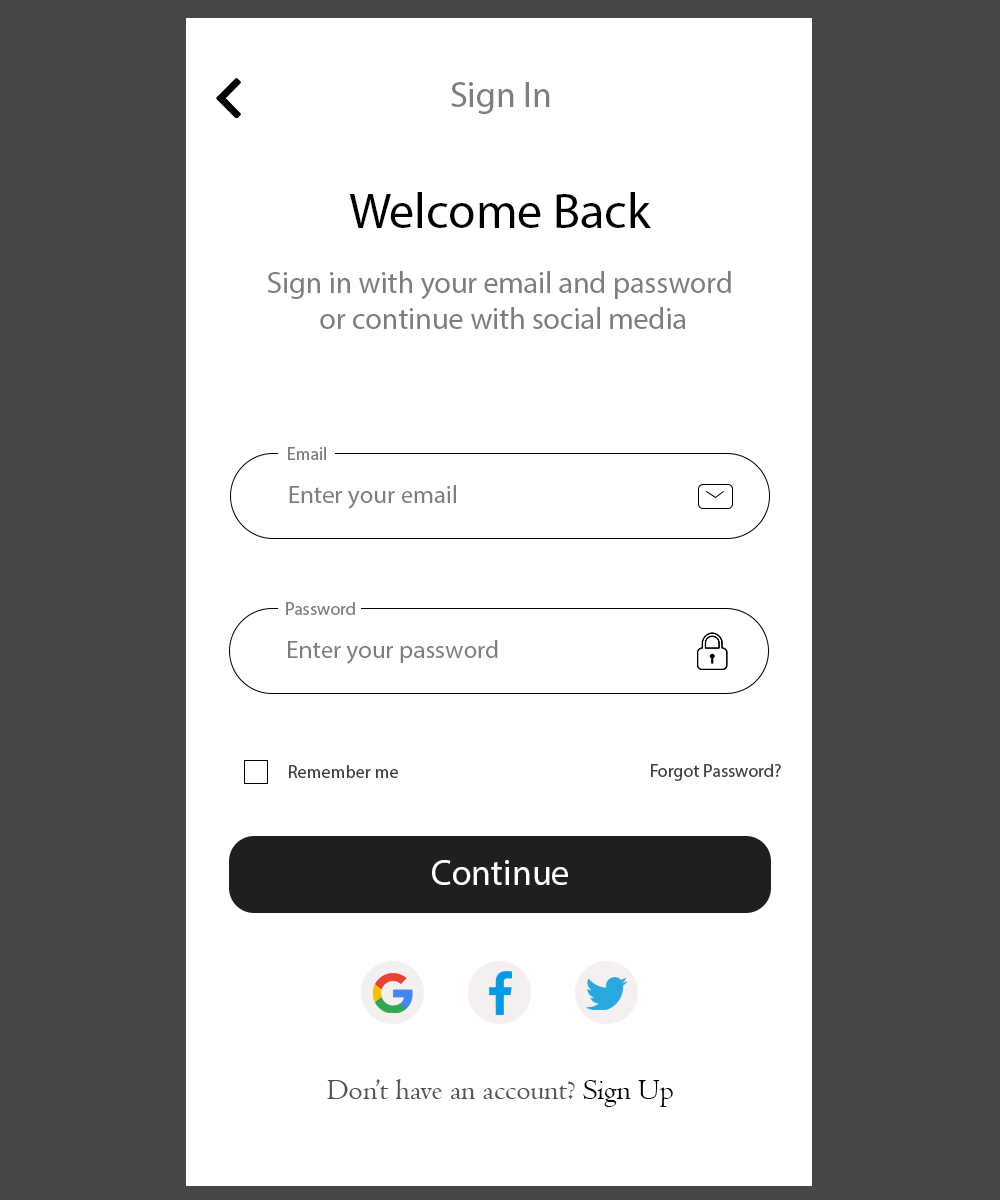 Sign In
Welcome Back
Sign in with your email and password
or continue with social media
Email
Enter your email
Password
Enter your password
Remember me
Forgot Password?
Continue
Don't have an account? Sign Up